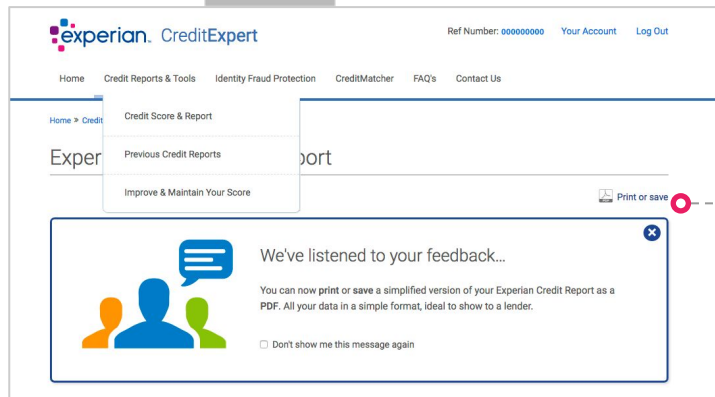 experian. CreditExpert
Ref Number: 000000000 Your Account Log Out
Home Credit Reports & Tools Identity Fraud Protection CreditMatcher FAQ's Contact Us
Home > Credit
Credit Score & Report
Previous Credit Reports
Improve & Maintain Your Score
Exper port
Print or save
We've listened to your feedback...
You can now print or save a simplified version of your Experian Credit Report as a
PDF. All your data in a simple format, ideal to show to a lender.
Don't show me this message again